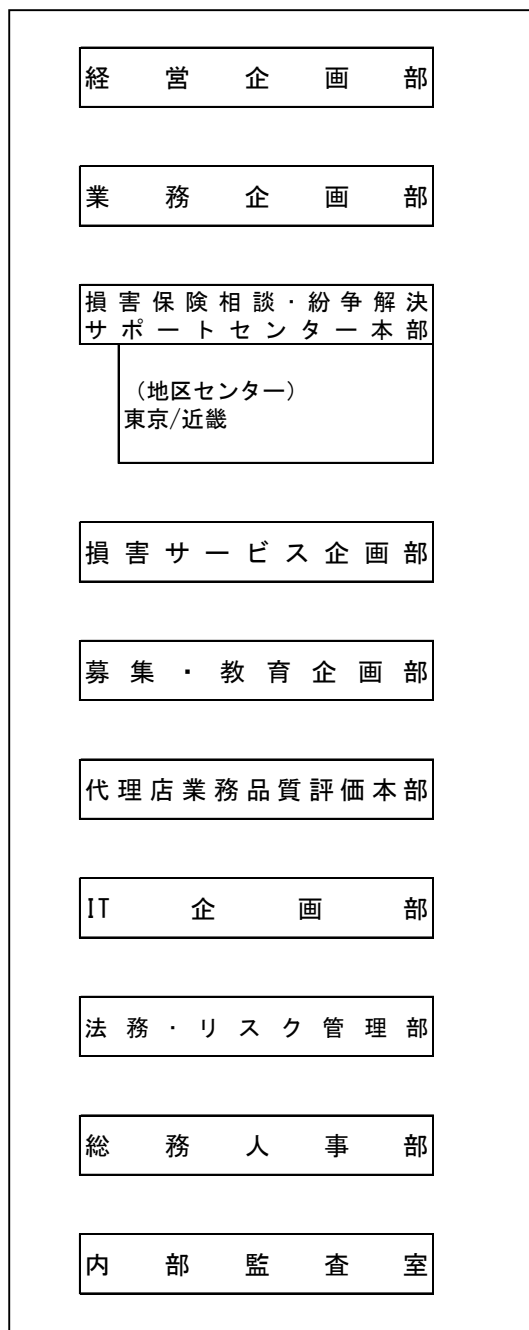 経営企画部
業務企画部
損害保険相談・紛争解決
サポートセンター本部
（地区センター）
東京/近畿
損害サービス企画部
募集・教育企画部
代理店業務品質評価本部
IT企画部
法務・リスク管理部
総務人事部
内部監査室